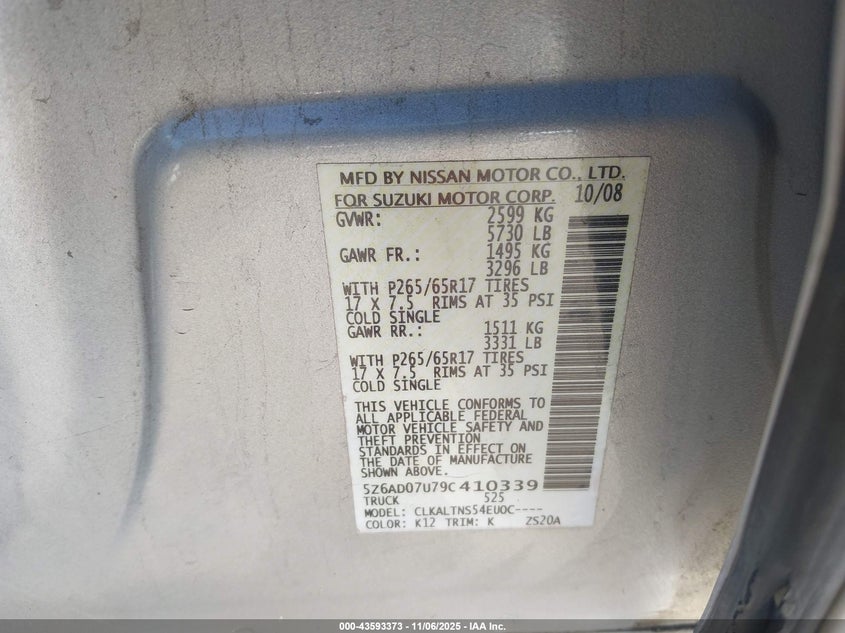 MFD BY NISSAN MOTOR CO., LTD.
FOR SUZUKI MOTOR CORP. 10/08
GVWR: 2599 KG
5730 LB
GAWR FR.: 1495 KG
3296 LB
WITH P265/65R17 TIRES
17 X 7.5 RIMS AT 35 PSI
COLD SINGLE
GAWR RR.: 1511 KG
3331 LB
WITH P265/65R17 TIRES
17 X 7.5 RIMS AT 35 PSI
COLD SINGLE
THIS VEHICLE CONFORMS TO
ALL APPLICABLE FEDERAL
MOTOR VEHICLE SAFETY AND
THEFT PREVENTION
STANDARDS IN EFFECT ON
THE DATE OF MANUFACTURE
SHOWN ABOVE.
5Z6AD07U79C410339
TRUCK 525
MODEL: CLKALTNS54EUOC----
COLOR: K12 TRIM: K ZS20A
000-43593373 - 11/06/2025 - IAA Inc.